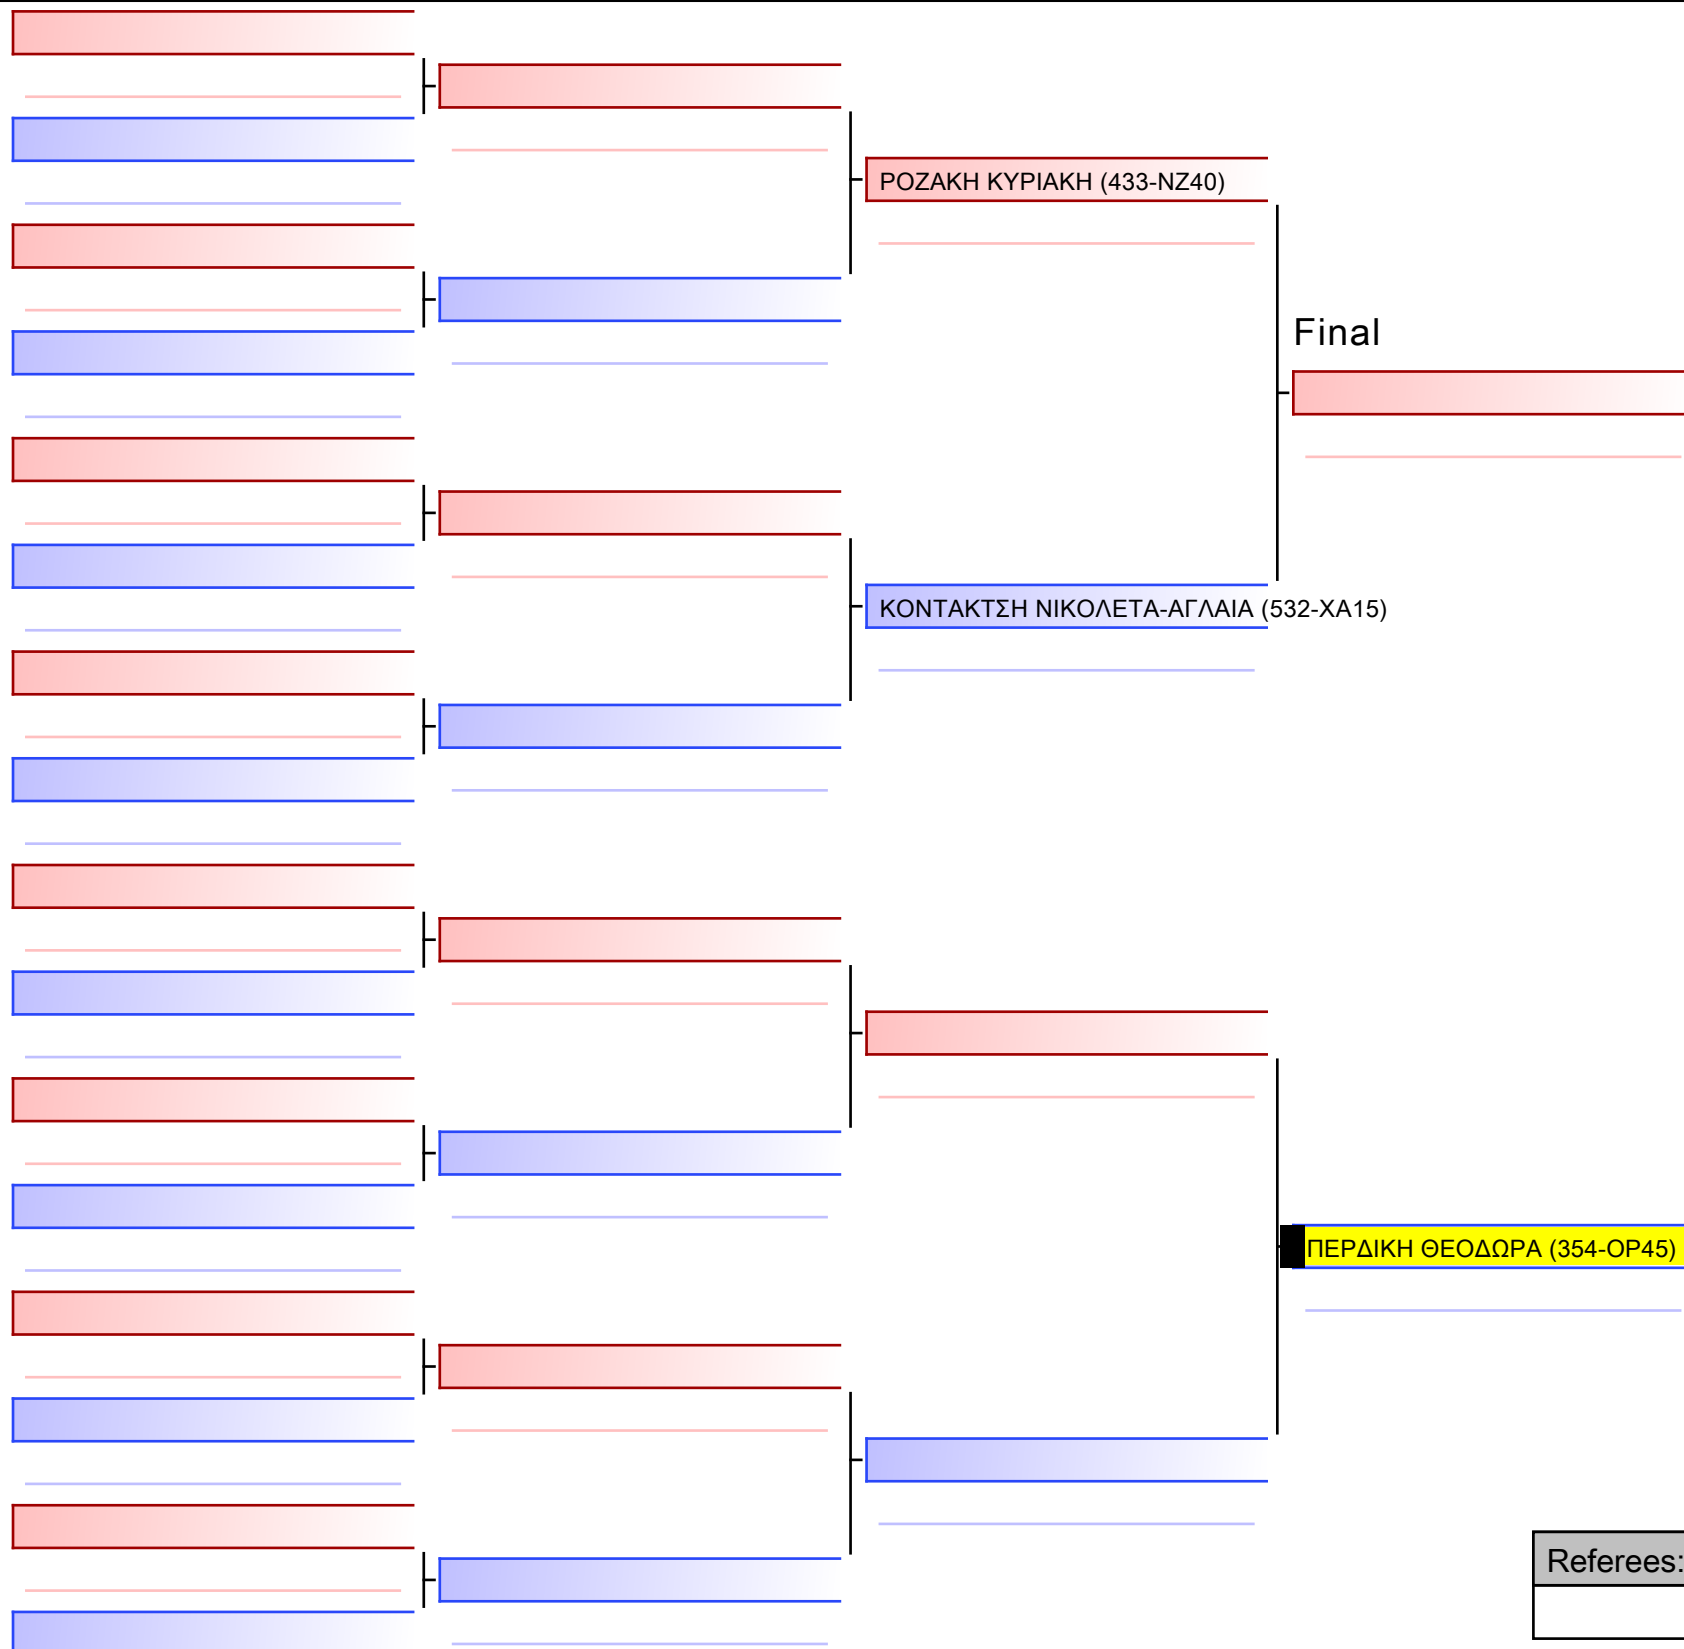 ΡΟΖΑΚΗ ΚΥΡΙΑΚΗ (433-ΝΖ40)
Final
ΚΟΝΤΑΚΤΣΗ ΝΙΚΟΛΕΤΑ-ΑΓΛΑΙΑ (532-ΧΑ15)
ΠΕΡΔΙΚΗ ΘΕΟΔΩΡΑ (354-ΟΡ45)
Referees: